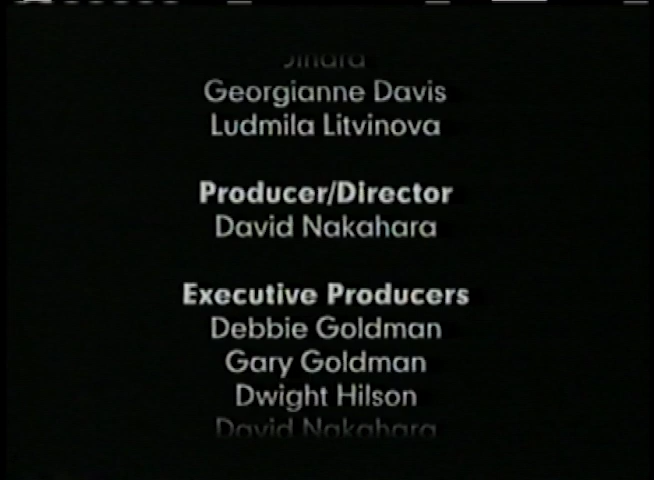 Georgianne Davis
Ludmila Litvinova
Producer/Director
David Nakahara
Executive Producers
Debbie Goldman
Gary Goldman
Dwight Hilson
David Nakahara